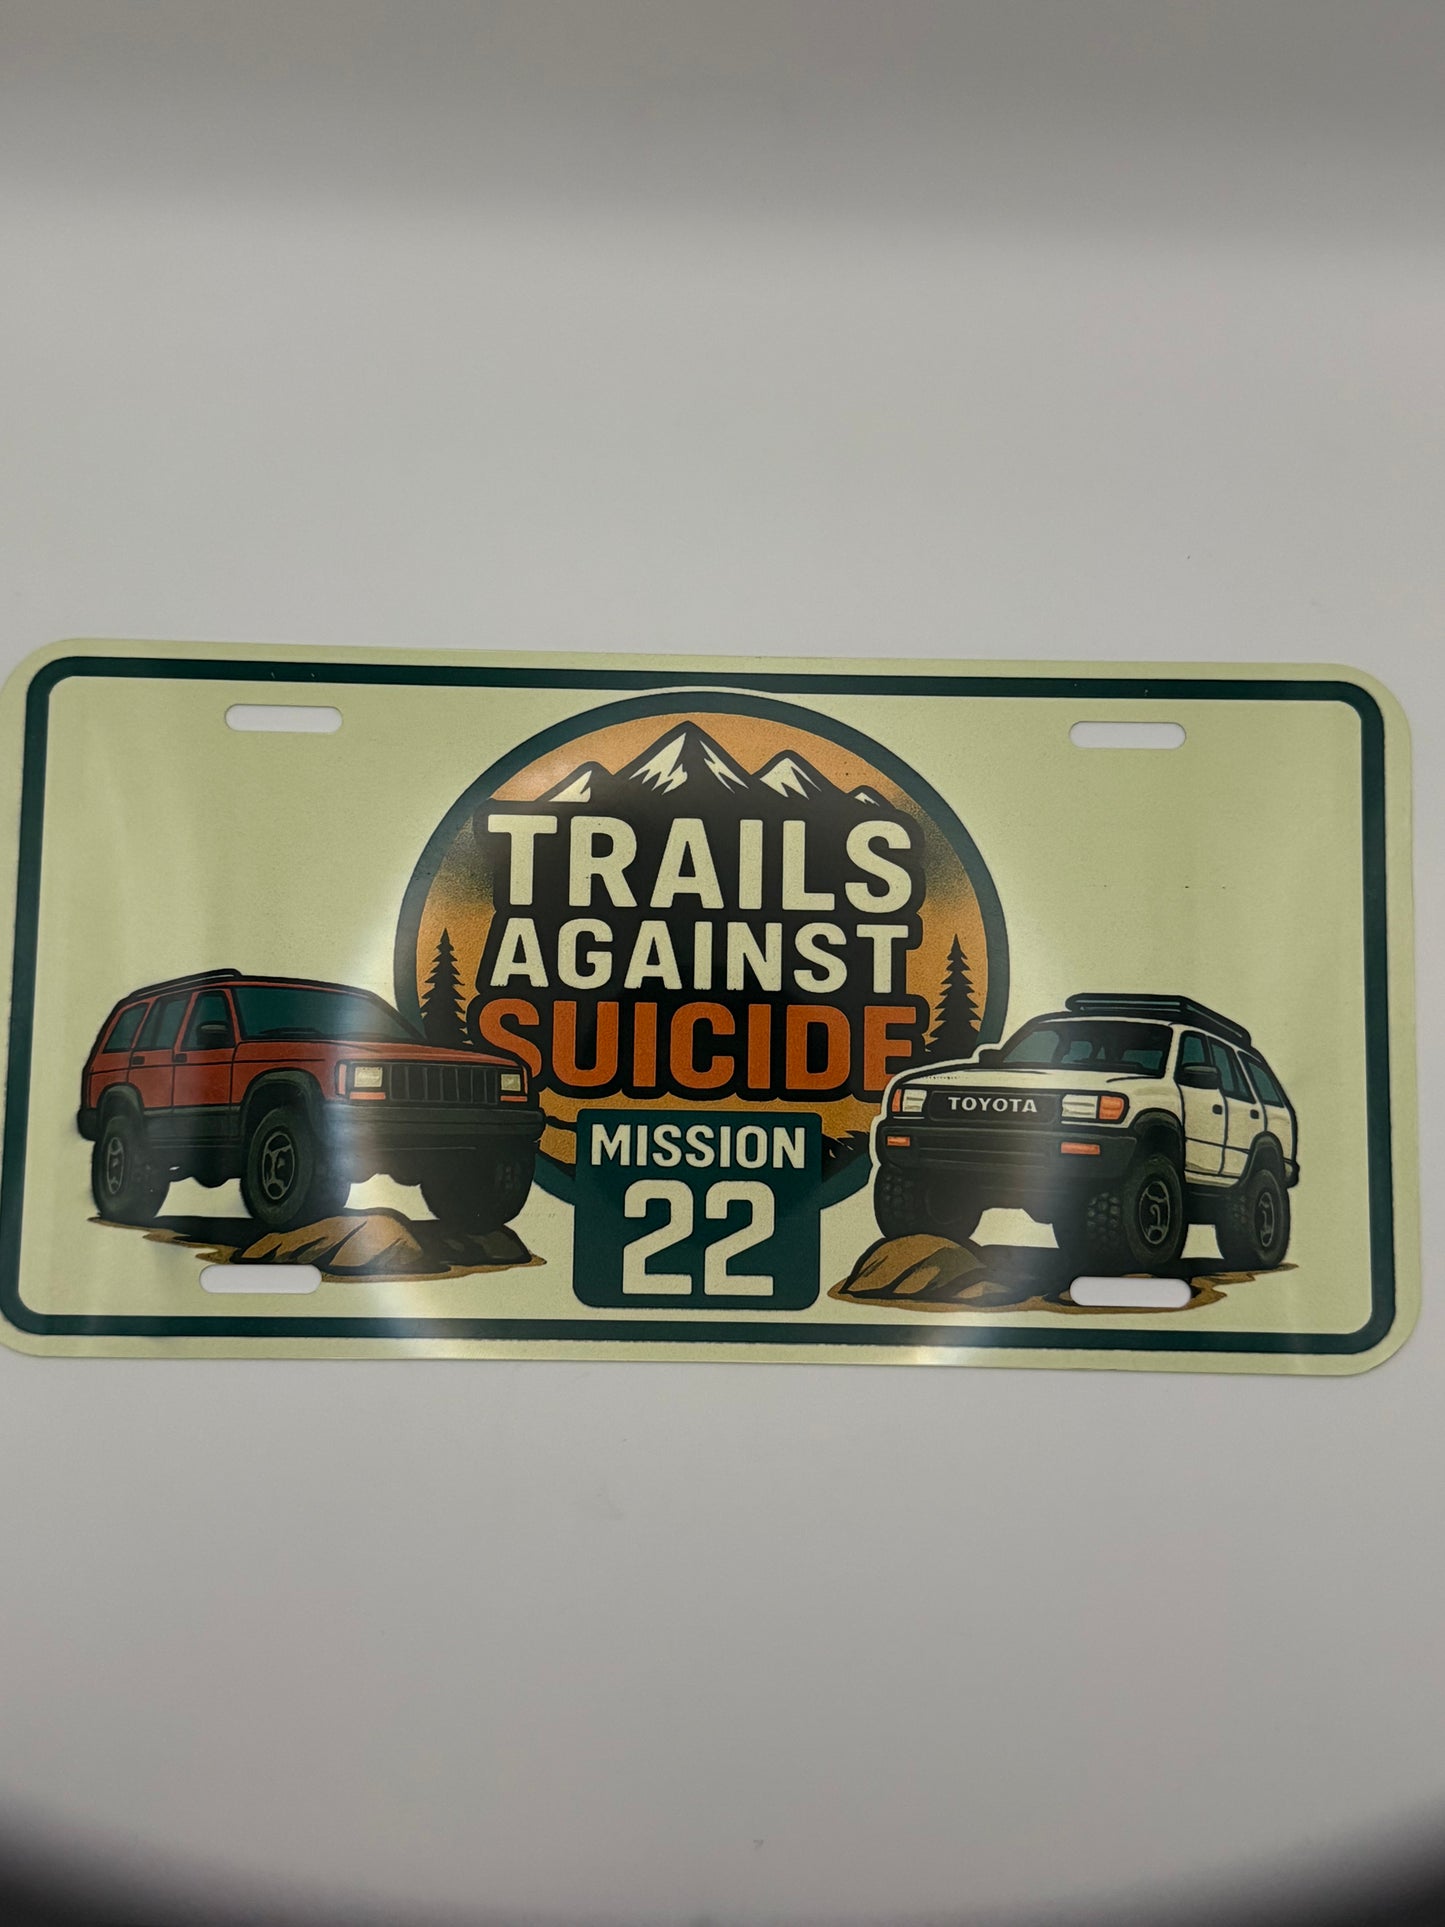 TRAILS
AGAINST
SUICIDE
MISSION
22
TOYOTA